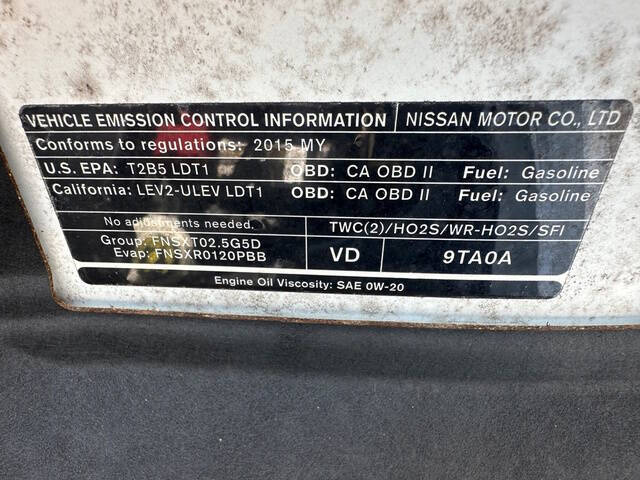 VEHICLE EMISSION CONTROL INFORMATION NISSAN MOTOR CO., LTD
Conforms to regulations: 2015 MY
U.S. EPA: T2B5 LDT1 OBD: CA OBD II Fuel: Gasoline
California: LEV2-ULEV LDT1 OBD: CA OBD II Fuel: Gasoline
No adjustments needed. TWC(2)/HO2S/WR-HO2S/SFI
Group: FNSXT02.5G5D
Evap: FNSXR0120PBB
VD 9TA0A
Engine Oil Viscosity: SAE 0W-20